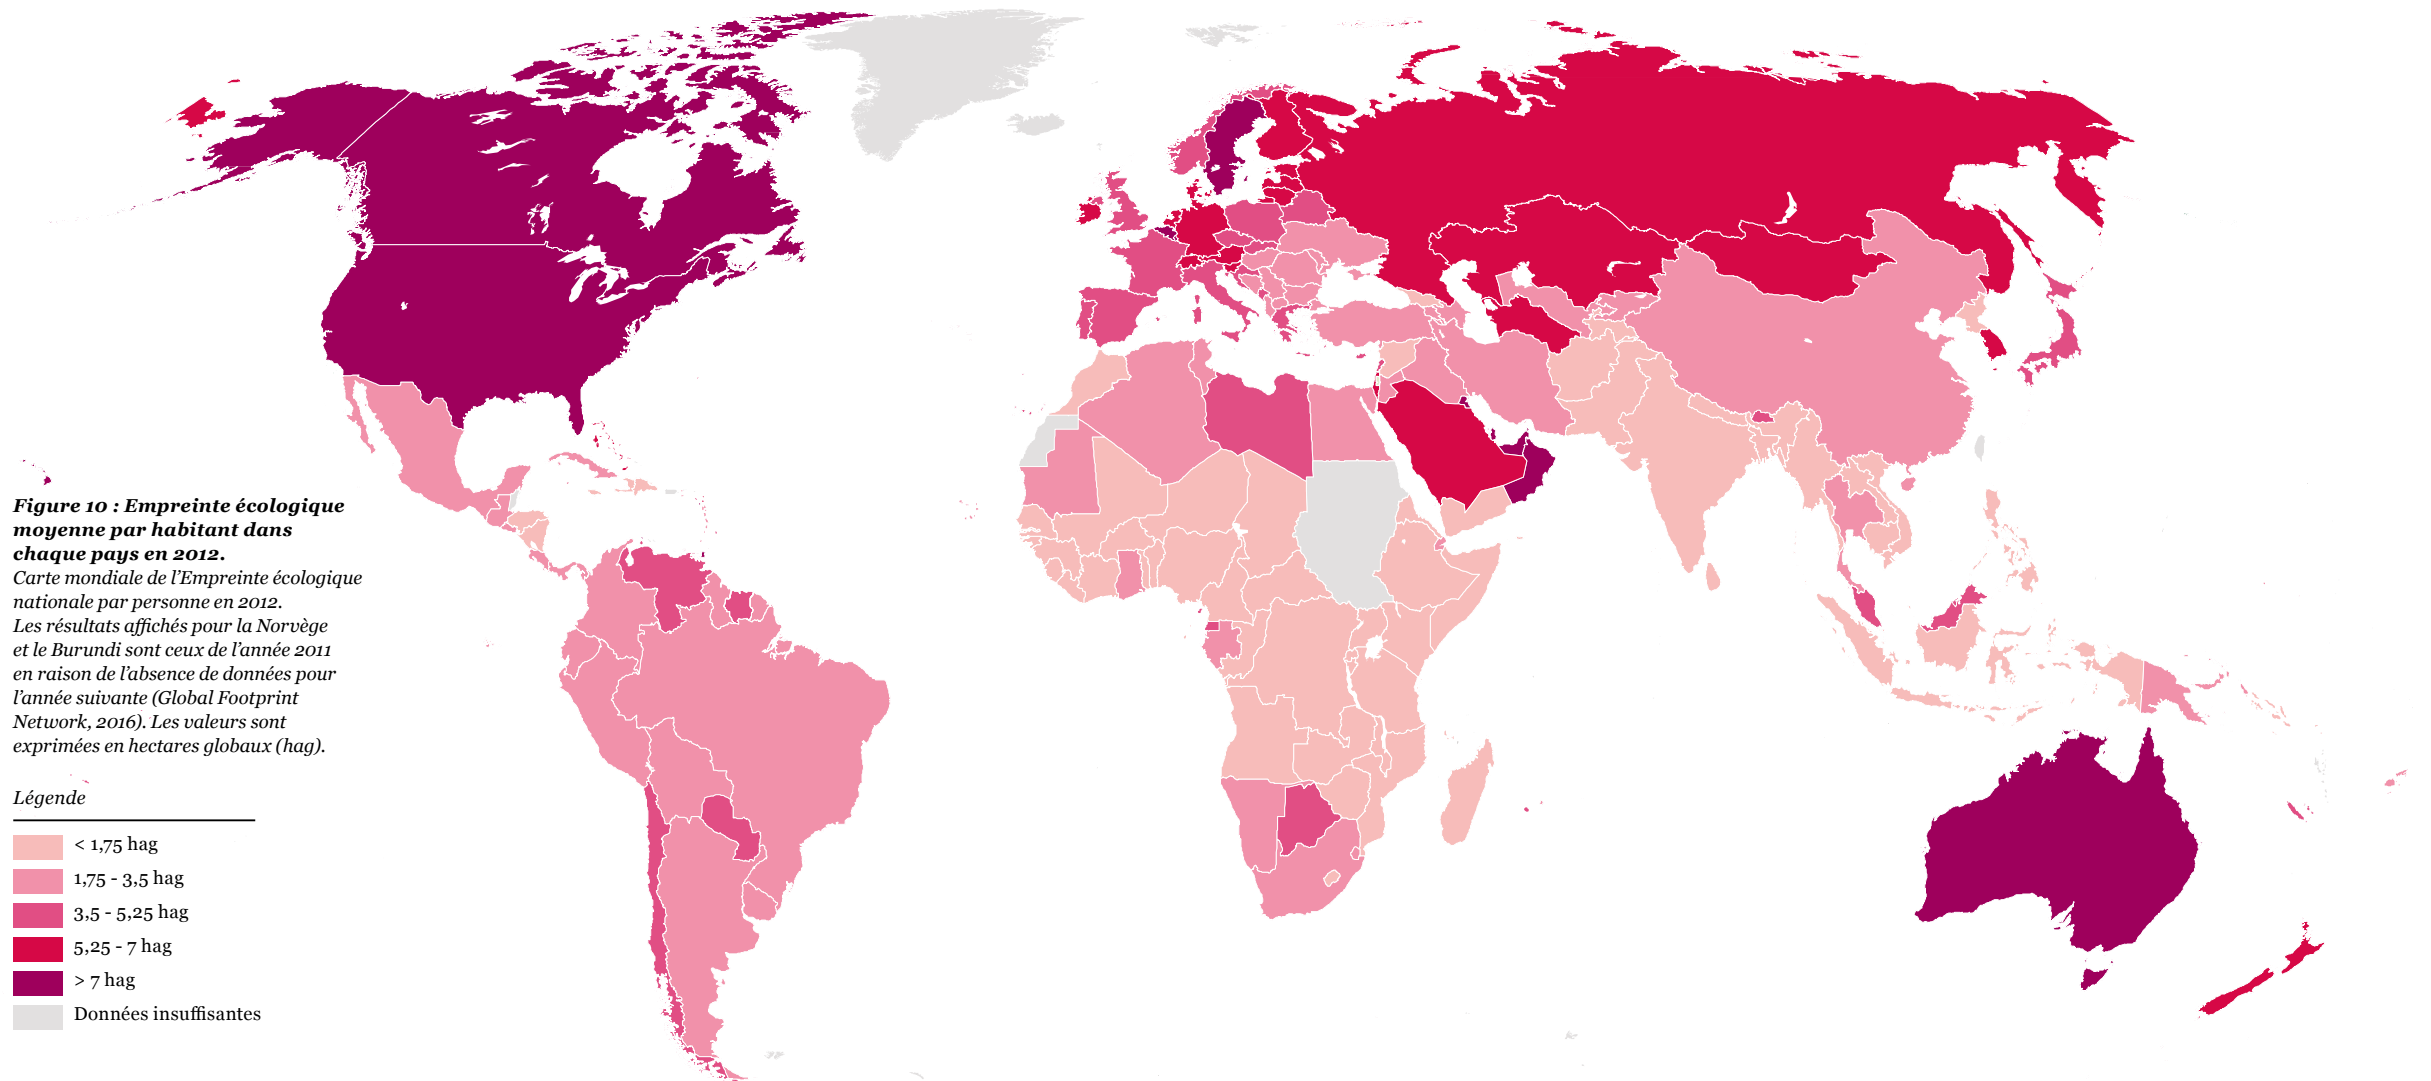 Figure 10 : Empreinte écologique
moyenne par habitant dans
chaque pays en 2012.
Carte mondiale de l’Empreinte écologique
nationale par personne en 2012.
Les résultats affichés pour la Norvège
et le Burundi sont ceux de l’année 2011
en raison de l’absence de données pour
l’année suivante (Global Footprint
Network, 2016). Les valeurs sont
exprimées en hectares globaux (hag).
Légende
< 1,75 hag
1,75 - 3,5 hag
3,5 - 5,25 hag
5,25 - 7 hag
> 7 hag
Données insuffisantes